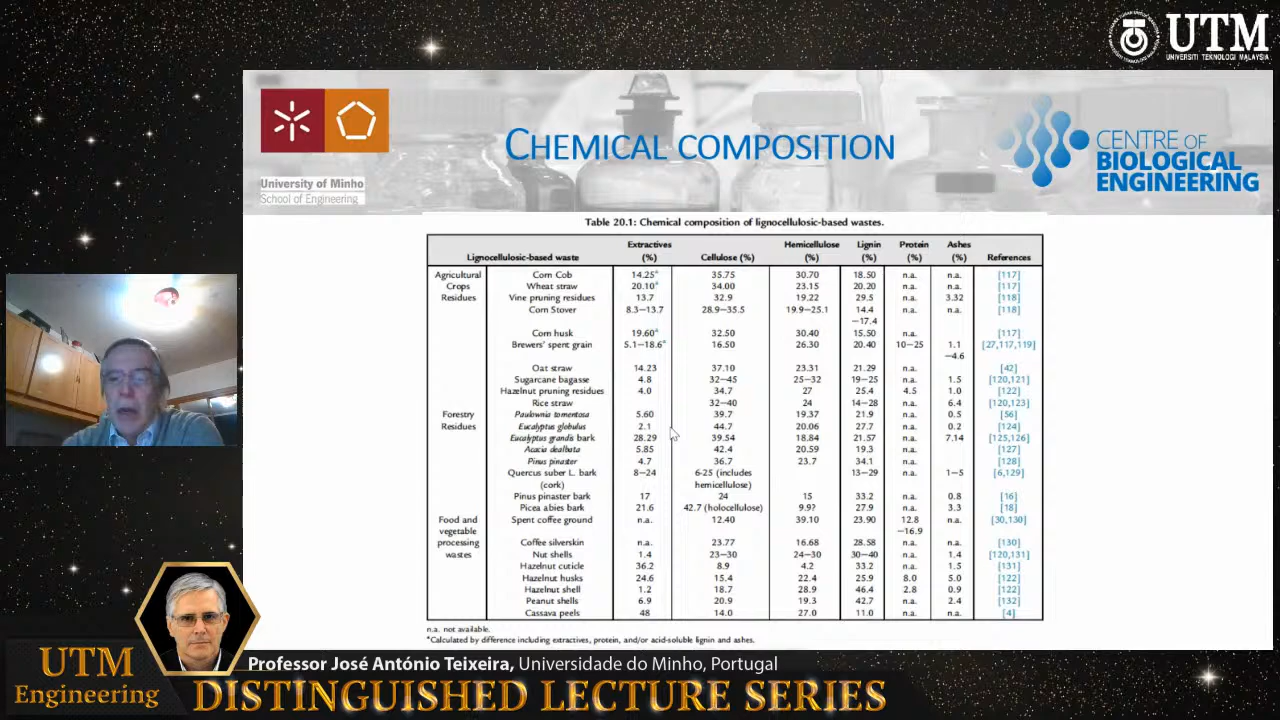 UTM
UNIVERSITI TEKNOLOGI MALAYSIA
CHEMICAL COMPOSITION
University of Minho
School of Engineering
CENTRE OF
BIOLOGICAL
ENGINEERING
Table 20.1: Chemical composition of lignocellulosic-based wastes.
Lignocellulosic-based waste Extractives (%) Cellulose (%) Hemicellulose (%) Lignin (%) Protein (%) Ashes (%) References
Agricultural Corn Cob 14.25ª 35.75 30.70 18.50 n.a. n.a. [117]
Crops Wheat straw 20.10ª 34.00 23.15 20.20 n.a. n.a. [117]
Residues Vine pruning residues 13.7 32.9 19.22 29.5 n.a. 3.32 [118]
Corn Stover 8.3–13.7 28.9–35.5 19.9–25.1 14.4 n.a. n.a. [118]
–17.4
Corn husk 19.60ª 32.50 30.40 15.50 n.a. n.a. [117]
Brewers' spent grain 5.1–18.6ª 16.50 26.30 20.40 10–25 1.1 [27,117,119]
–4.6
Oat straw 14.23 37.10 23.31 21.29 n.a. n.a. [42]
Sugarcane bagasse 4.8 32–45 25–32 19–25 n.a. 1.5 [120,121]
Hazelnut pruning residues 4.0 34.7 27 25.4 4.5 1.0 [122]
Rice straw 32–40 24 14–28 n.a. 6.4 [120,123]
Forestry Paulownia tomentosa 5.60 39.7 19.37 21.9 n.a. 0.5 [56]
Residues Eucalyptus globulus 2.1 44.7 20.06 27.7 n.a. 0.2 [124]
Eucalyptus grandis bark 28.29 39.54 18.84 21.57 n.a. 7.14 [125,126]
Acacia dealbata 5.85 42.4 20.59 19.3 n.a. [127]
Pinus pinaster 4.7 36.7 23.7 34.1 n.a. [128]
Quercus suber L. bark 8–24 6-25 (includes 13–29 n.a. 1–5 [6,129]
(cork) hemicellulose)
Pinus pinaster bark 17 24 15 33.2 n.a. 0.8 [16]
Picea abies bark 21.6 42.7 (holocellulose) 9.9? 27.9 n.a. 3.3 [18]
Food and Spent coffee ground n.a. 12.40 39.10 23.90 12.8 n.a. [30,130]
vegetable –16.9
processing Coffee silverskin n.a. 23.77 16.68 28.58 n.a. n.a. [130]
wastes Nut shells 1.4 23–30 24–30 30–40 n.a. 1.4 [120,131]
Hazelnut cuticle 36.2 8.9 4.2 33.2 n.a. 1.5 [131]
Hazelnut husks 24.6 15.4 22.4 25.9 8.0 5.0 [122]
Hazelnut shell 1.2 18.7 28.9 46.4 2.8 0.9 [122]
Peanut shells 6.9 20.9 19.3 42.7 n.a. 2.4 [132]
Cassava peels 48 14.0 27.0 11.0 n.a. n.a. [4]
n.a. not available.
ªCalculated by difference including extractives, protein, and/or acid-soluble lignin and ashes.
Professor José António Teixeira, Universidade do Minho, Portugal
UTM
Engineering
DISTINGUISHED LECTURE SERIES